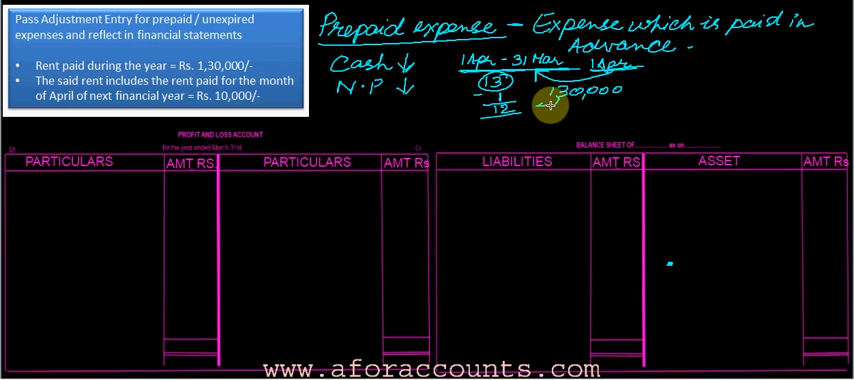 Pass Adjustment Entry for prepaid / unexpired
expenses and reflect in financial statements
• Rent paid during the year = Rs. 1,30,000/-
• The said rent includes the rent paid for the month
of April of next financial year = Rs. 10,000/-
Prepaid expense – Expense which is paid in
Advance -
Cash ↓ 1 Apr - 31 Mar 1 Apr
N.P ↓ 13 130,000
- 1
12
PROFIT AND LOSS ACCOUNT
Dr for the year ended March 31st Cr
PARTICULARS AMT RS. PARTICULARS AMT Rs
BALANCE SHEET OF as on
LIABILITIES AMT RS ASSET AMT Rs
www.aforaccounts.com